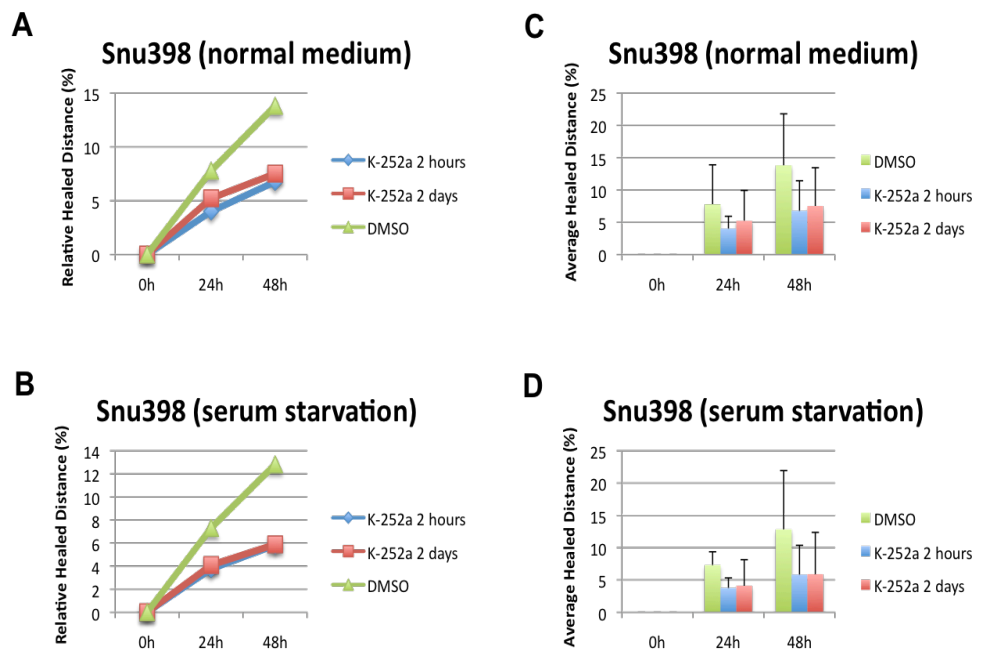 A
Snu398 (normal medium)
Relative Healed Distance (%)
15
10
5
0
0h 24h 48h
K-252a 2 hours
K-252a 2 days
DMSO
C
Snu398 (normal medium)
Average Healed Distance (%)
25
20
15
10
5
0
0h 24h 48h
DMSO
K-252a 2 hours
K-252a 2 days
B
Snu398 (serum starvation)
Relative Healed Distance (%)
14
12
10
8
6
4
2
0
0h 24h 48h
K-252a 2 hours
K-252a 2 days
DMSO
D
Snu398 (serum starvation)
Average Healed Distance (%)
25
20
15
10
5
0
0h 24h 48h
DMSO
K-252a 2 hours
K-252a 2 days